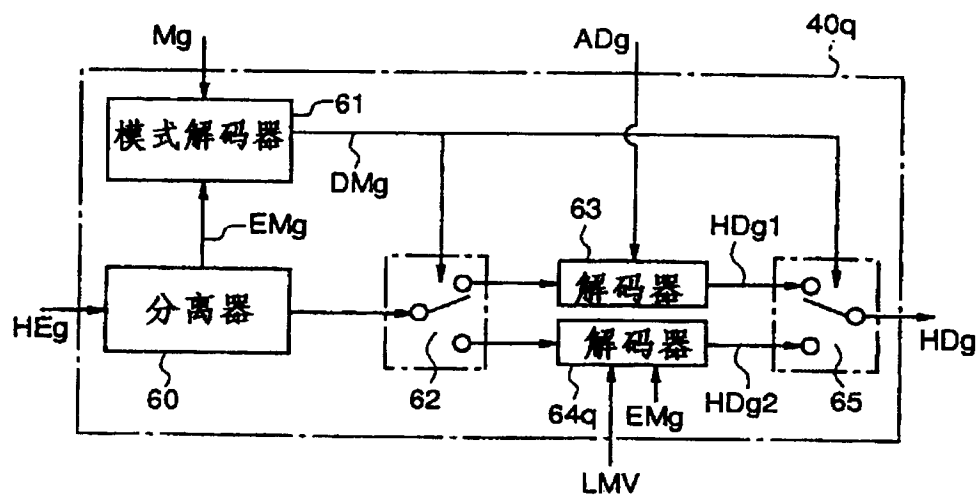 Mg
ADg
40q
61
模式解码器
DMg
EMg
63
HDg1
解码器
分离器
HEg
HDg
解码器
60
62
64q
EMg
HDg2
65
LMV